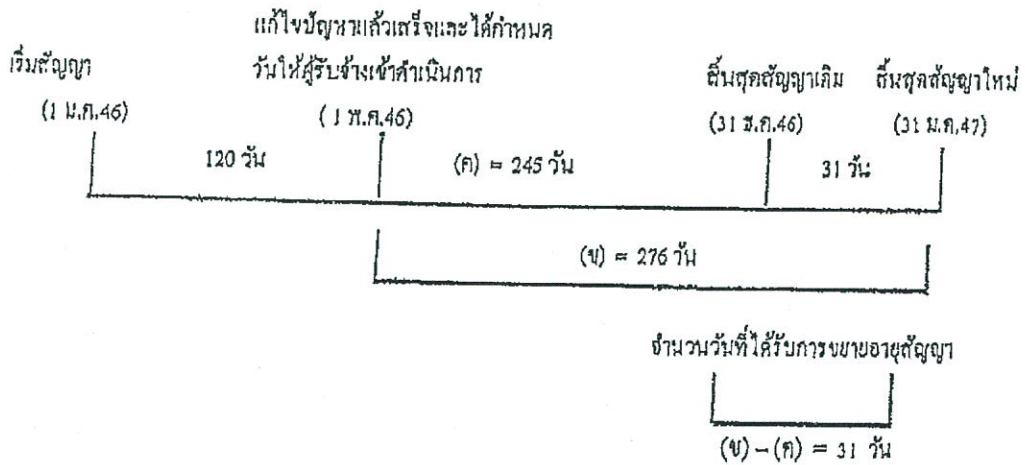 แก้ไขปัญหาแล้วเสร็จและได้กำหนด
เริ่มสัญญา วันให้ผู้รับจ้างเข้าดำเนินการ สิ้นสุดสัญญาเดิม สิ้นสุดสัญญาใหม่
(1 ม.ค.46) (1 พ.ค.46) (31 ธ.ค.46) (31 ม.ค.47)
120 วัน (ค) = 245 วัน 31 วัน
(ข) = 276 วัน
จำนวนวันที่ได้รับการขยายอายุสัญญา
(ข) – (ค) = 31 วัน